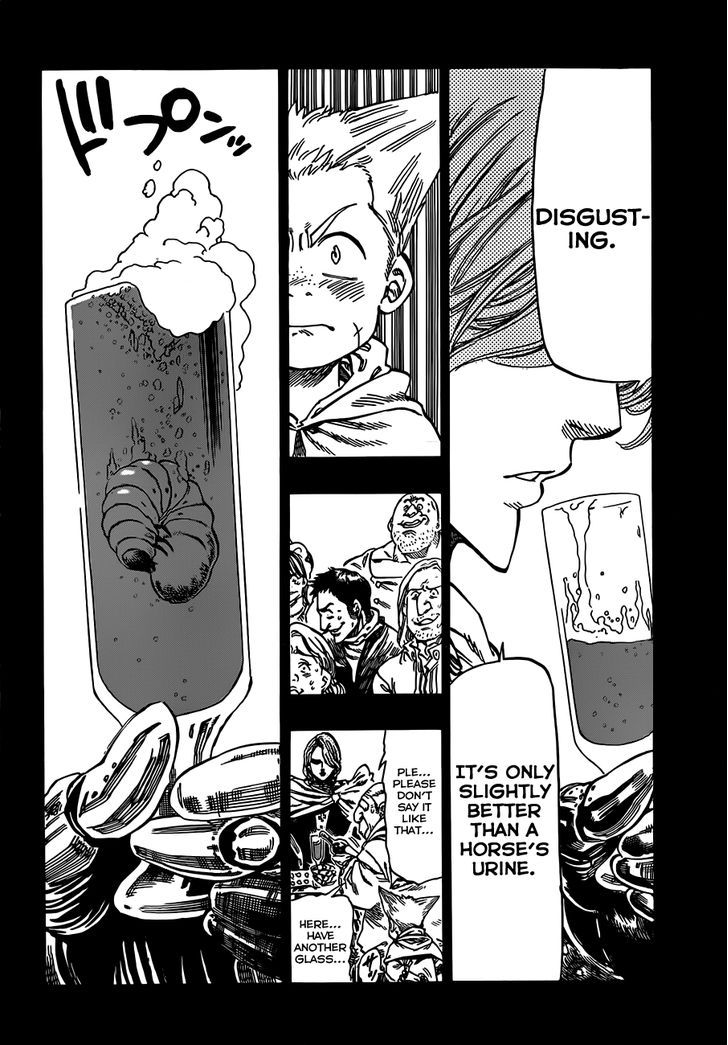 DISGUST-
ING.
IT'S ONLY
SLIGHTLY
BETTER
THAN A
HORSE'S
URINE.
PLE...
PLEASE
DON'T
SAY IT
LIKE
THAT...
HERE...
HAVE
ANOTHER
GLASS...
ドプンッ